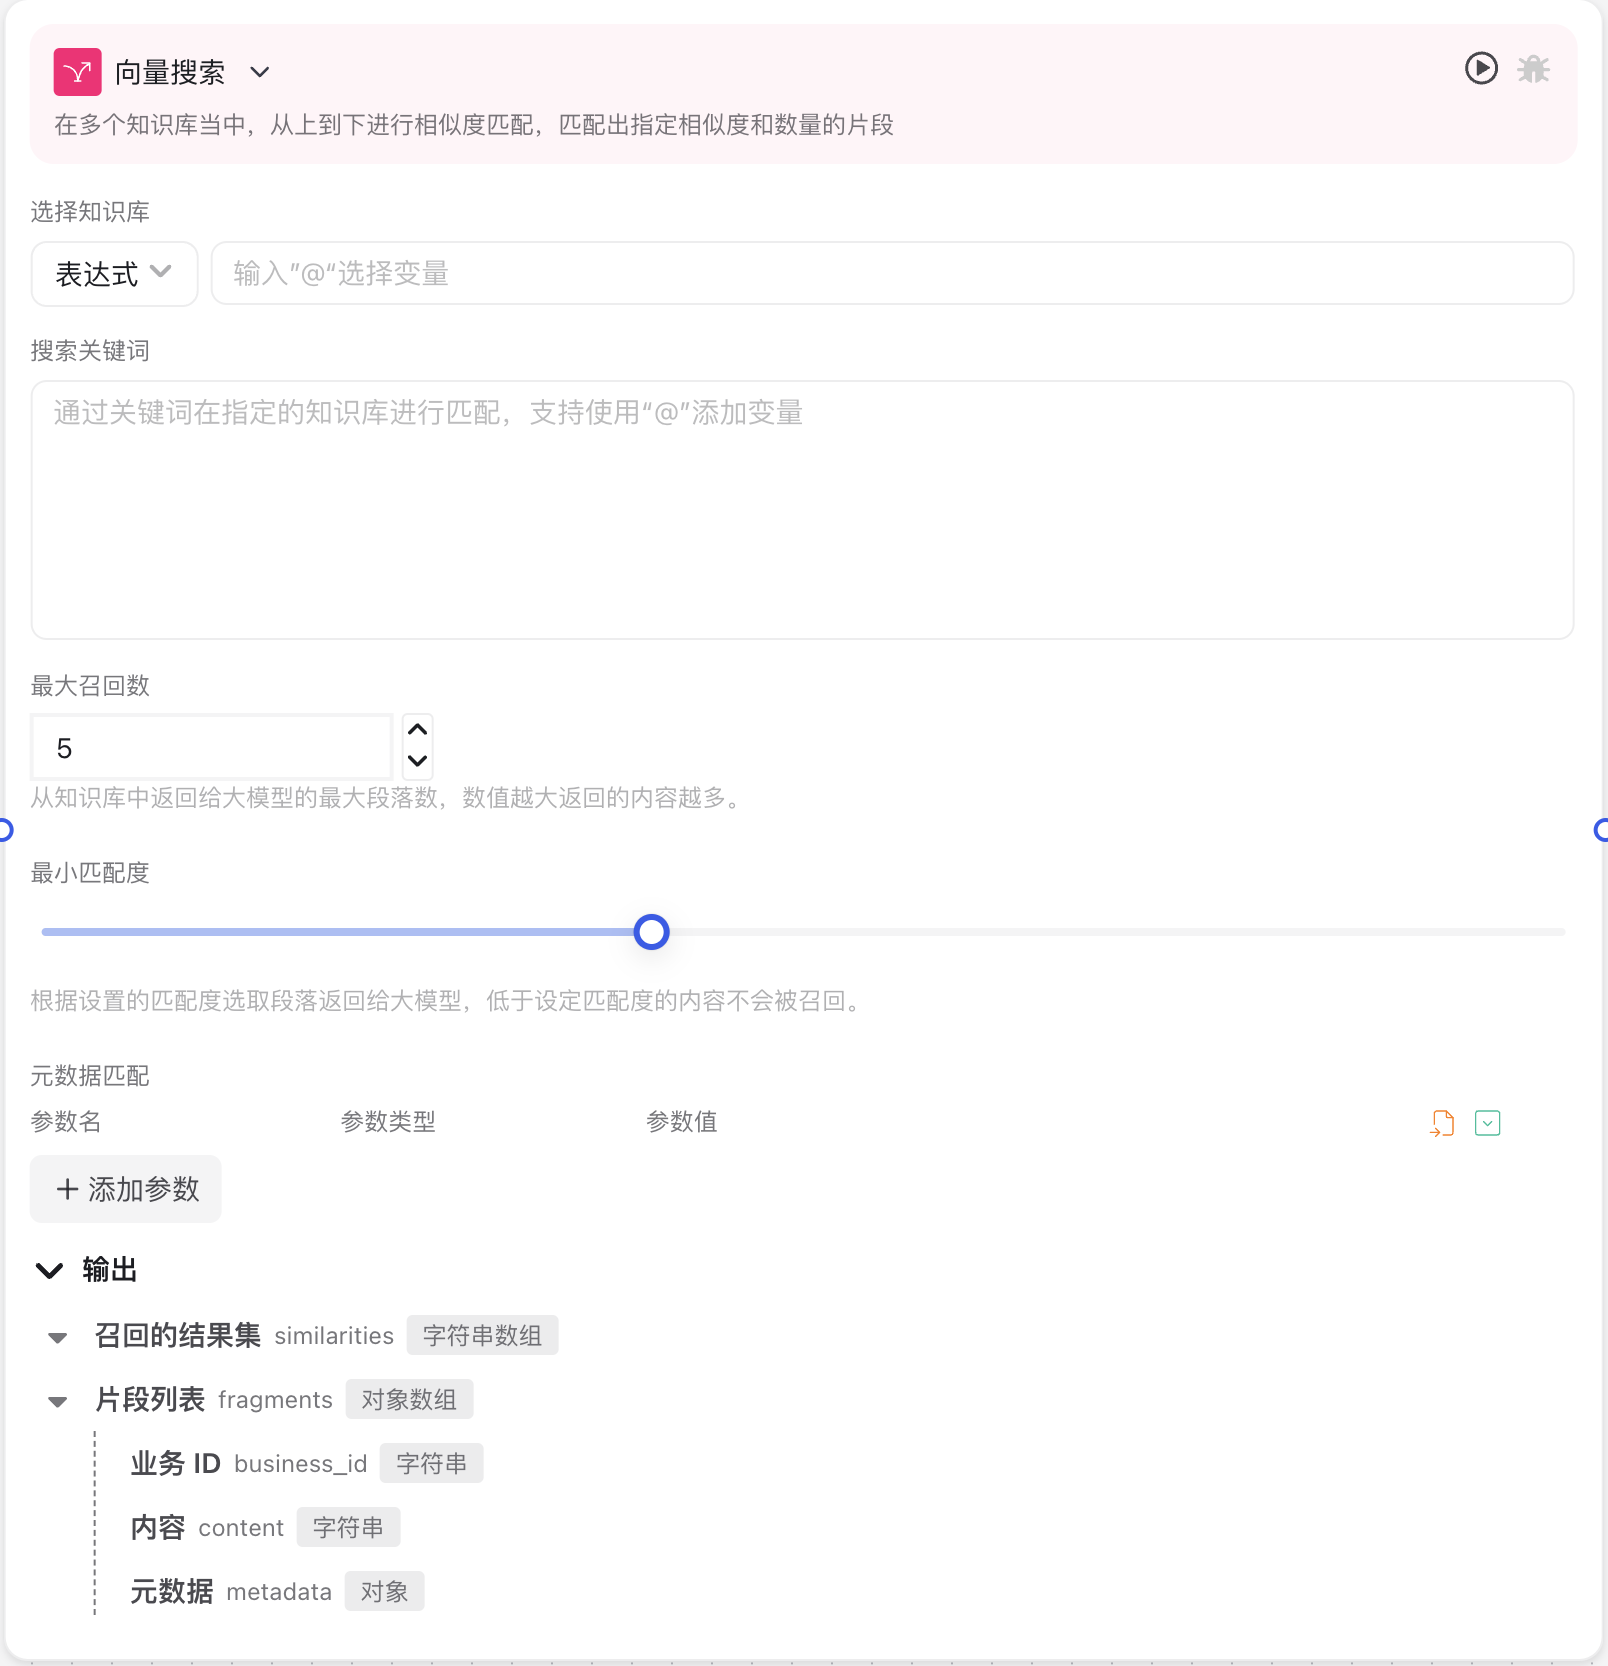 向量搜索
在多个知识库当中，从上到下进行相似度匹配，匹配出指定相似度和数量的片段
选择知识库
表达式 输入”@“选择变量
搜索关键词
通过关键词在指定的知识库进行匹配，支持使用“@”添加变量
最大召回数
5
从知识库中返回给大模型的最大段落数，数值越大返回的内容越多。
最小匹配度
根据设置的匹配度选取段落返回给大模型，低于设定匹配度的内容不会被召回。
元数据匹配
参数名 参数类型 参数值
添加参数
输出
召回的结果集 similarities 字符串数组
片段列表 fragments 对象数组
业务 ID business_id 字符串
内容 content 字符串
元数据 metadata 对象